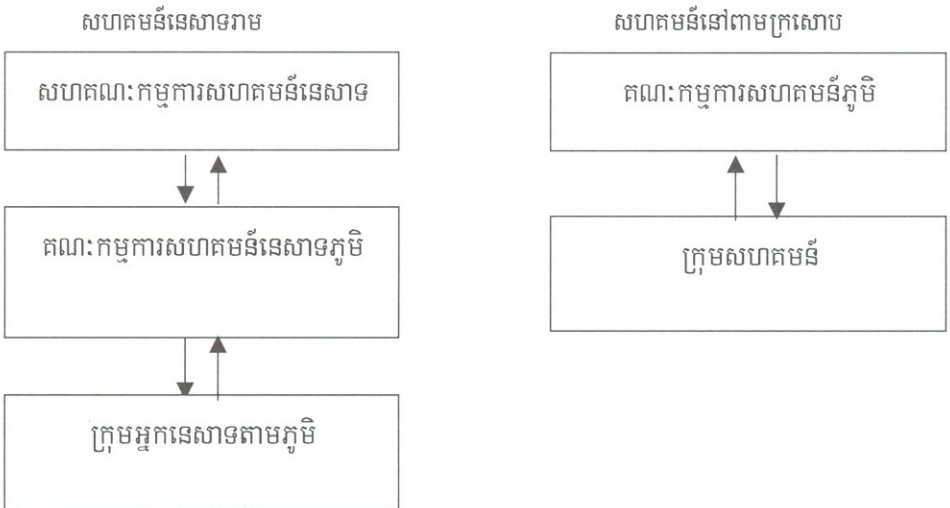 សហគមន៍នេសាទរាម
សហគណៈកម្មការសហគមន៍នេសាទ
គណៈកម្មការសហគមន៍នេសាទភូមិ
ក្រុមអ្នកនេសាទតាមភូមិ
សហគមន៍នៅពាមក្រសោប
គណៈកម្មការសហគមន៍ភូមិ
ក្រុមសហគមន៍